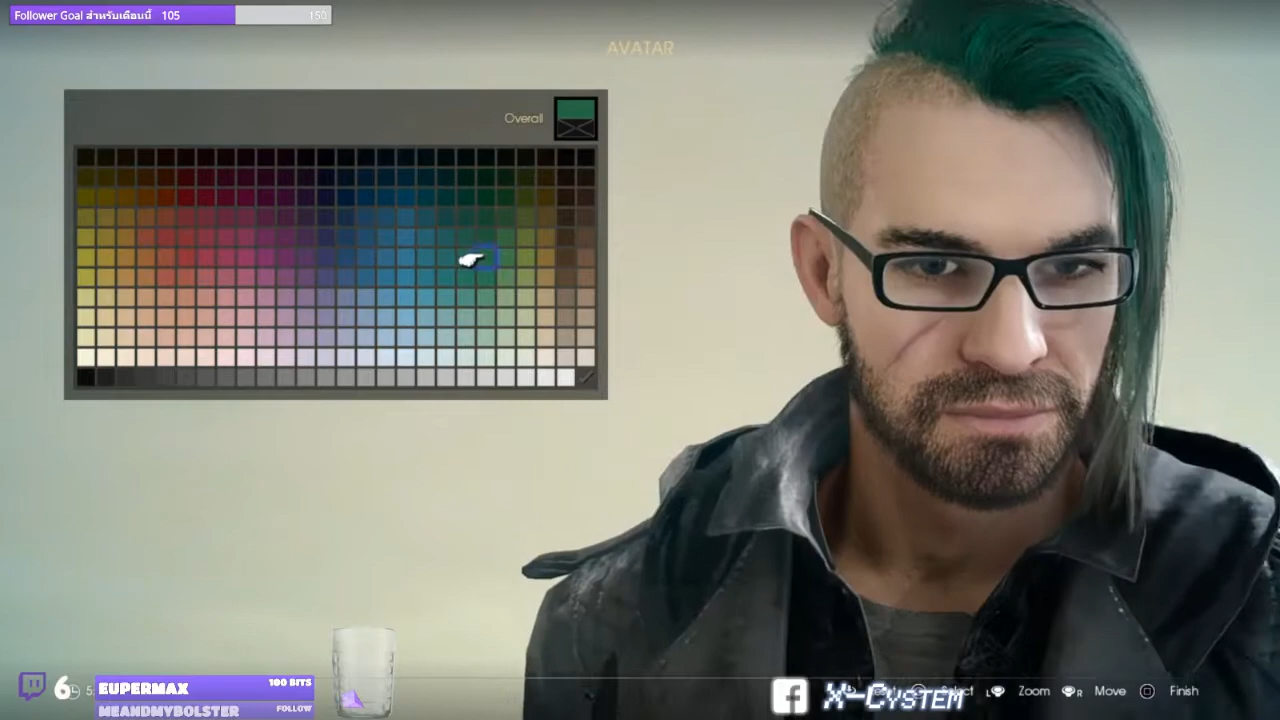 Follower Goal สำหรับเดือนนี้ 105 150
AVATAR
Overall
6
EUPERMAX 100 BITS
MEANDMYBOLSTER FOLLOW
X-Cystem
L Zoom R Move Finish